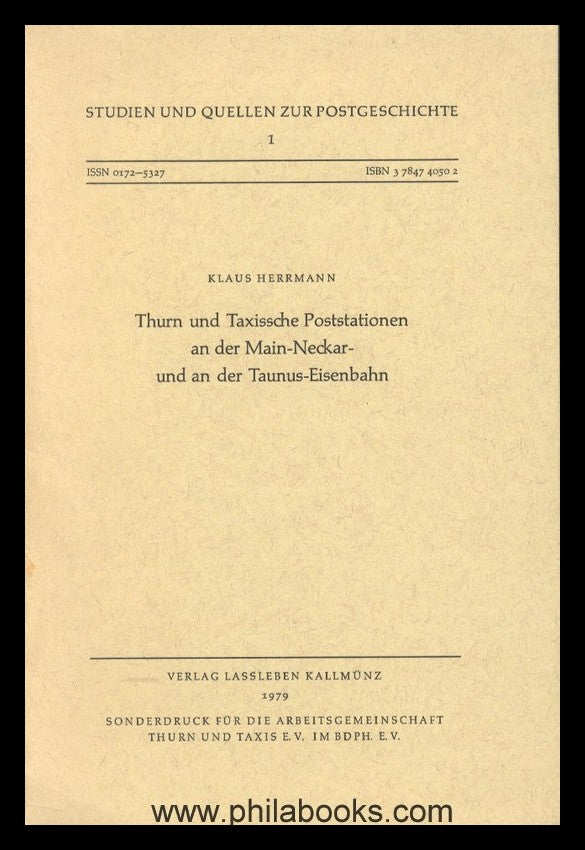 STUDIEN UND QUELLEN ZUR POSTGESCHICHTE
1
ISSN 0172–5327 ISBN 3 7847 4050 2
KLAUS HERRMANN
Thurn und Taxissche Poststationen
an der Main-Neckar-
und an der Taunus-Eisenbahn
VERLAG LASSLEBEN KALLMÜNZ
1979
SONDERDRUCK FÜR DIE ARBEITSGEMEINSCHAFT
THURN UND TAXIS E.V. IM BDPH. E.V.
www.philabooks.com